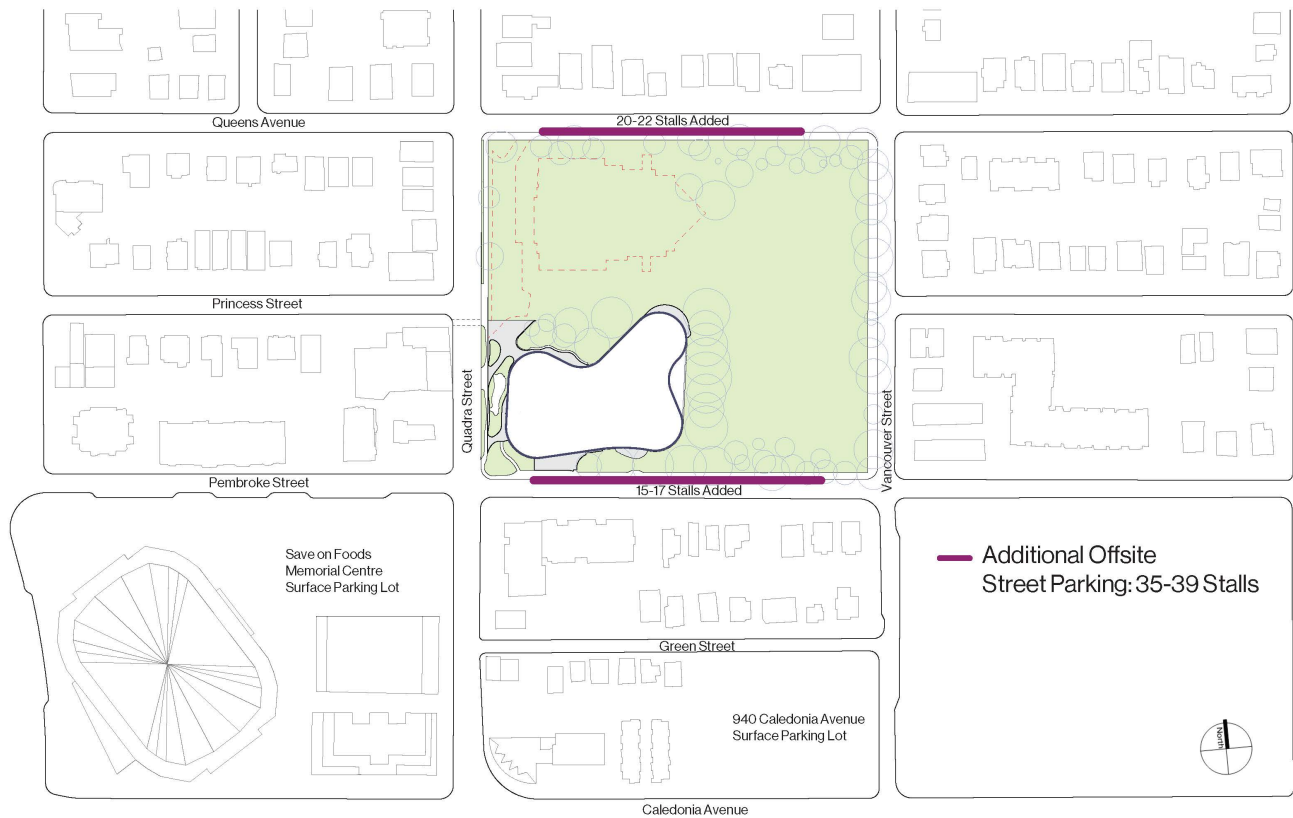 Queens Avenue
20-22 Stalls Added
Princess Street
Quadra Street
Vancouver Street
Pembroke Street
15-17 Stalls Added
Save on Foods
Memorial Centre
Surface Parking Lot
Additional Offsite
Street Parking: 35-39 Stalls
Green Street
940 Caledonia Avenue
Surface Parking Lot
North
Caledonia Avenue